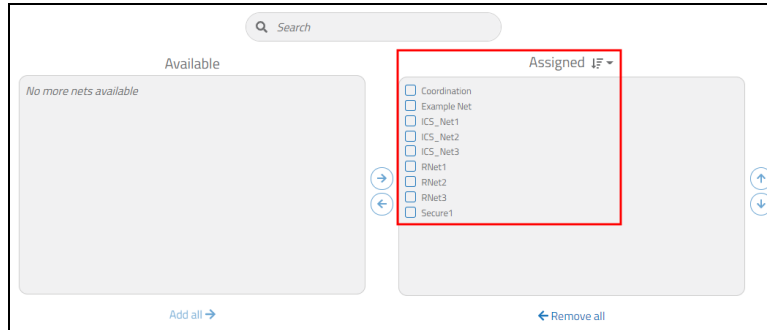 Search
Available
Assigned
No more nets available
Coordination
Example Net
ICS_Net1
ICS_Net2
ICS_Net3
RNet1
RNet2
RNet3
Secure1
Add all
Remove all